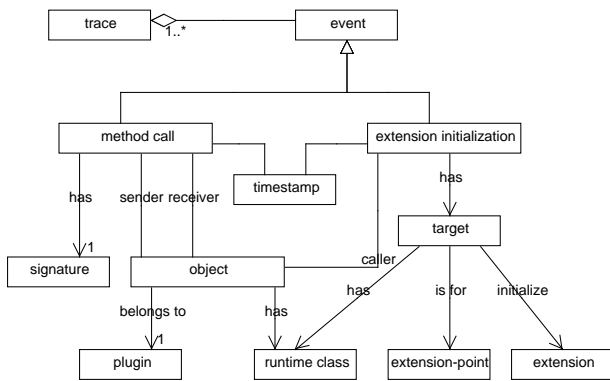 trace
event
1..*
method call
extension initialization
timestamp
has
sender receiver
has
target
1
signature
object
caller
belongs to
has
has
is for
initialize
1
plugin
runtime class
extension-point
extension